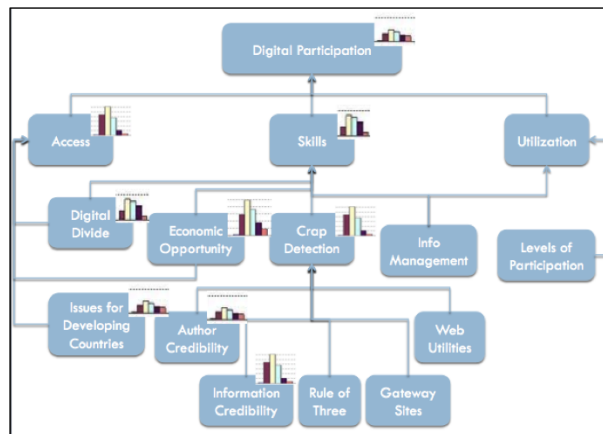 Digital Participation
Access
Skills
Utilization
Digital
Divide
Economic
Opportunity
Crap
Detection
Info
Management
Levels of
Participation
Issues for
Developing
Countries
Author
Credibility
Web
Utilities
Information
Credibility
Rule of
Three
Gateway
Sites